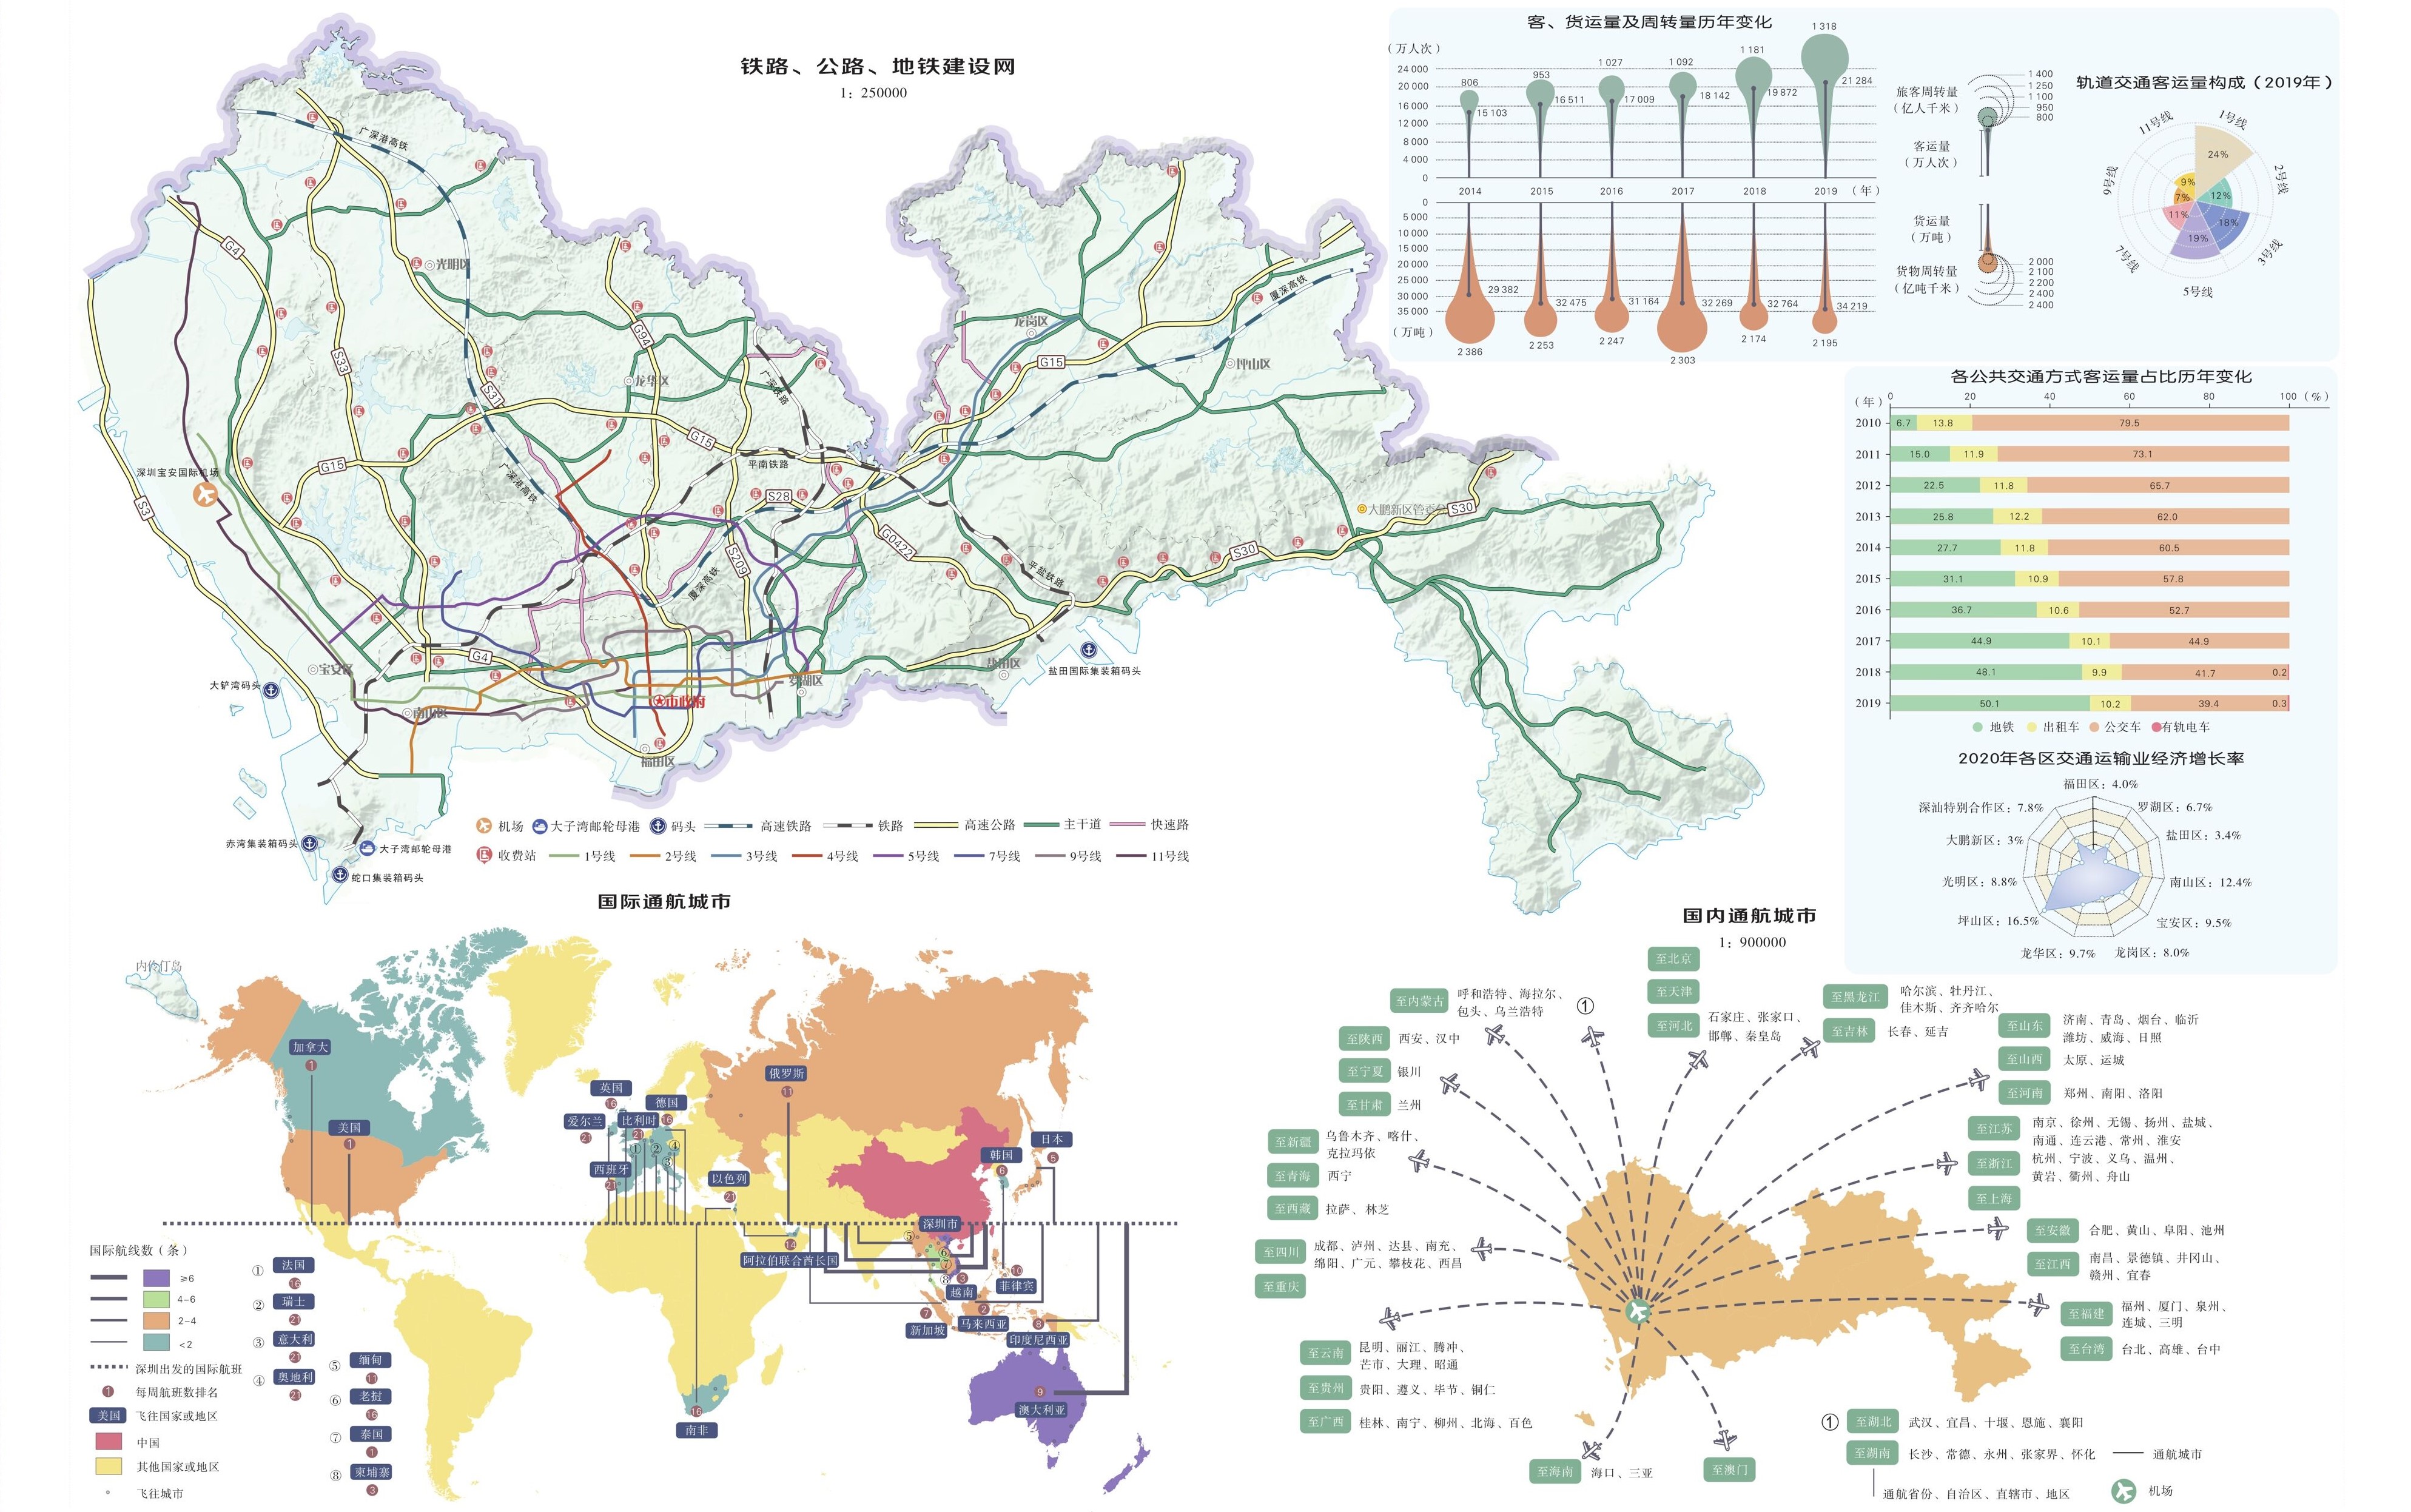 铁路、公路、地铁建设网
1：250000
广深港高铁
G4
光明区
S33
G94
龙华区
S31
广深铁路
G15
G15
平南铁路
S28
广深港高铁
深圳宝安国际机场
S3
S209
厦深高铁
G0422
平盐铁路
龙岗区
G15
厦深高铁
坪山区
大鹏新区管委会
S30
S30
盐田区
盐田国际集装箱码头
罗湖区
市政府
福田区
宝安区
G4
南山区
大铲湾码头
赤湾集装箱码头
大子湾邮轮母港
蛇口集装箱码头
机场
大子湾邮轮母港
码头
高速铁路
铁路
高速公路
主干道
快速路
收费站
1号线
2号线
3号线
4号线
5号线
7号线
9号线
11号线
客、货运量及周转量历年变化
（万人次）
24 000
20 000
16 000
12 000
8 000
4 000
0
806
953
1 027
1 092
1 181
1 318
15 103
16 511
17 009
18 142
19 872
21 284
2014
2015
2016
2017
2018
2019
（年）
0
5 000
10 000
15 000
20 000
25 000
30 000
35 000
（万吨）
29 382
32 475
31 164
32 269
32 764
34 219
2 386
2 253
2 247
2 303
2 174
2 195
旅客周转量
（亿人千米）
1 400
1 250
1 100
950
800
客运量
（万人次）
货运量
（万吨）
货物周转量
（亿吨千米）
2 000
2 100
2 200
2 400
2 400
轨道交通客运量构成（2019年）
11号线
1号线
2号线
3号线
5号线
7号线
9号线
24%
12%
18%
19%
11%
7%
9%
各公共交通方式客运量占比历年变化
（年）
0
20
40
60
80
100
（%）
2010 6.7 13.8 79.5
2011 15.0 11.9 73.1
2012 22.5 11.8 65.7
2013 25.8 12.2 62.0
2014 27.7 11.8 60.5
2015 31.1 10.9 57.8
2016 36.7 10.6 52.7
2017 44.9 10.1 44.9
2018 48.1 9.9 41.7 0.2
2019 50.1 10.2 39.4 0.3
地铁
出租车
公交车
有轨电车
2020年各区交通运输业经济增长率
福田区：4.0%
深汕特别合作区：7.8%
罗湖区：6.7%
大鹏新区：3%
盐田区：3.4%
光明区：8.8%
南山区：12.4%
坪山区：16.5%
宝安区：9.5%
龙华区：9.7%
龙岗区：8.0%
国际通航城市
内伶仃岛
加拿大
1
美国
1
英国
16
爱尔兰
21
比利时
21
德国
16
西班牙
21
①
②
③
④
俄罗斯
11
以色列
21
日本
5
韩国
6
深圳市
阿拉伯联合酋长国
14
⑤
⑥
⑦
⑧
越南
3
菲律宾
10
新加坡
7
马来西亚
2
印度尼西亚
8
澳大利亚
9
南非
16
国际航线数（条）
≥6
4-6
2-4
<2
深圳出发的国际航班
1 每周航班数排名
美国 飞往国家或地区
中国
其他国家或地区
飞往城市
① 法国
16
② 瑞士
21
③ 意大利
21
④ 奥地利
21
⑤ 缅甸
11
⑥ 老挝
16
⑦ 泰国
1
⑧ 柬埔寨
3
国内通航城市
1：900000
至北京
至天津
至河北
石家庄、张家口、
邯郸、秦皇岛
至内蒙古
呼和浩特、海拉尔、
包头、乌兰浩特
①
至陕西
西安、汉中
至宁夏
银川
至甘肃
兰州
至新疆
乌鲁木齐、喀什、
克拉玛依
至青海
西宁
至西藏
拉萨、林芝
至四川
成都、泸州、达县、南充、
绵阳、广元、攀枝花、西昌
至重庆
至云南
昆明、丽江、腾冲、
芒市、大理、昭通
至贵州
贵阳、遵义、毕节、铜仁
至广西
桂林、南宁、柳州、北海、百色
至海南
海口、三亚
至澳门
至黑龙江
哈尔滨、牡丹江、
佳木斯、齐齐哈尔
至吉林
长春、延吉
至山东
济南、青岛、烟台、临沂
潍坊、威海、日照
至山西
太原、运城
至河南
郑州、南阳、洛阳
至江苏
南京、徐州、无锡、扬州、盐城、
南通、连云港、常州、淮安
至浙江
杭州、宁波、义乌、温州、
黄岩、衢州、舟山
至上海
至安徽
合肥、黄山、阜阳、池州
至江西
南昌、景德镇、井冈山、
赣州、宜春
至福建
福州、厦门、泉州、
连城、三明
至台湾
台北、高雄、台中
① 至湖北
武汉、宜昌、十堰、恩施、襄阳
至湖南
长沙、常德、永州、张家界、怀化
通航城市
通航省份、自治区、直辖市、地区
机场